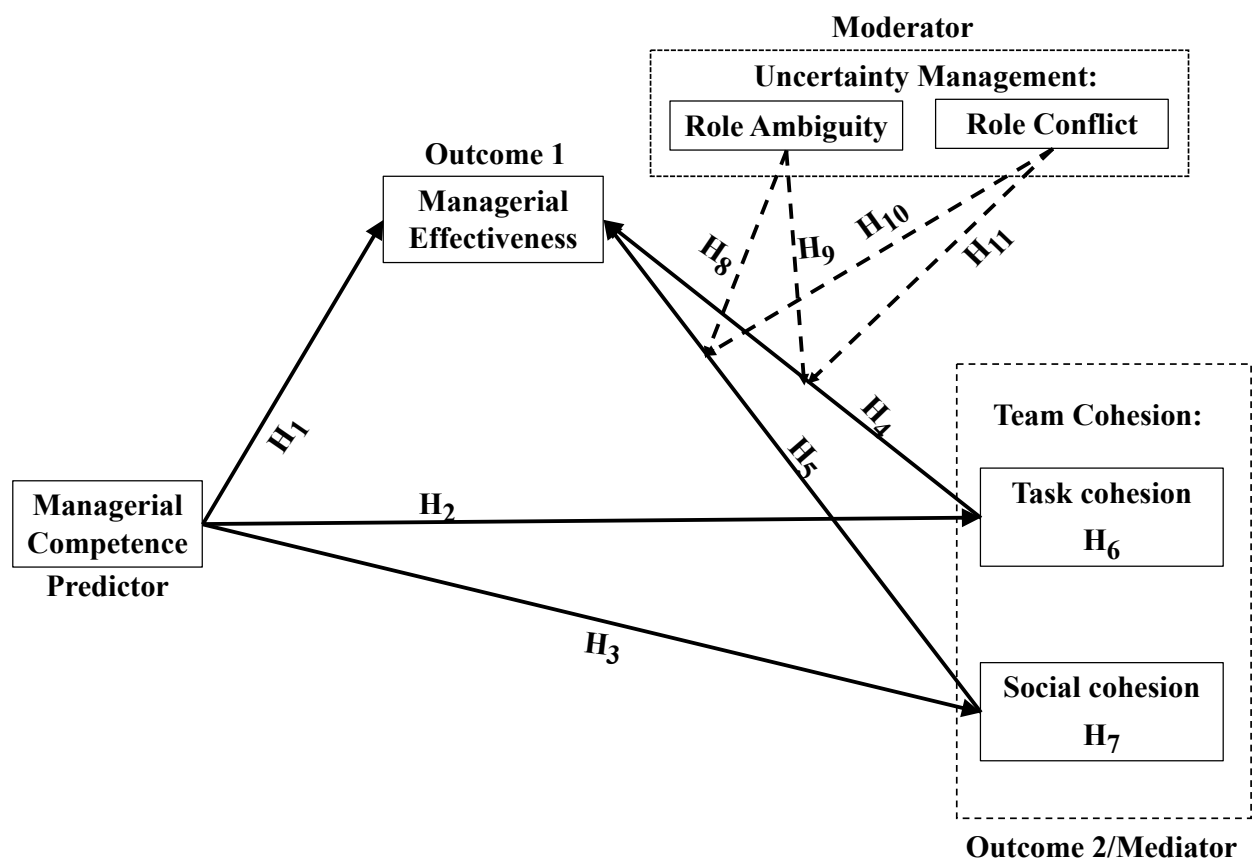 Moderator
Uncertainty Management:
Role Ambiguity
Role Conflict
Outcome 1
Managerial
Effectiveness
H10
H8
H9
H11
H4
H5
Team Cohesion:
Task cohesion
H6
Managerial
Competence
Predictor
H1
H2
H3
Social cohesion
H7
Outcome 2/Mediator